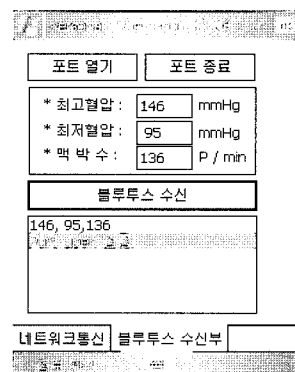 포트 열기 포트 종료
* 최고혈압 : 146 mmHg
* 최저혈압 : 95 mmHg
* 맥 박 수 : 136 P / min
블루투스 수신
146, 95,136
네트워크통신 블루투스 수신부